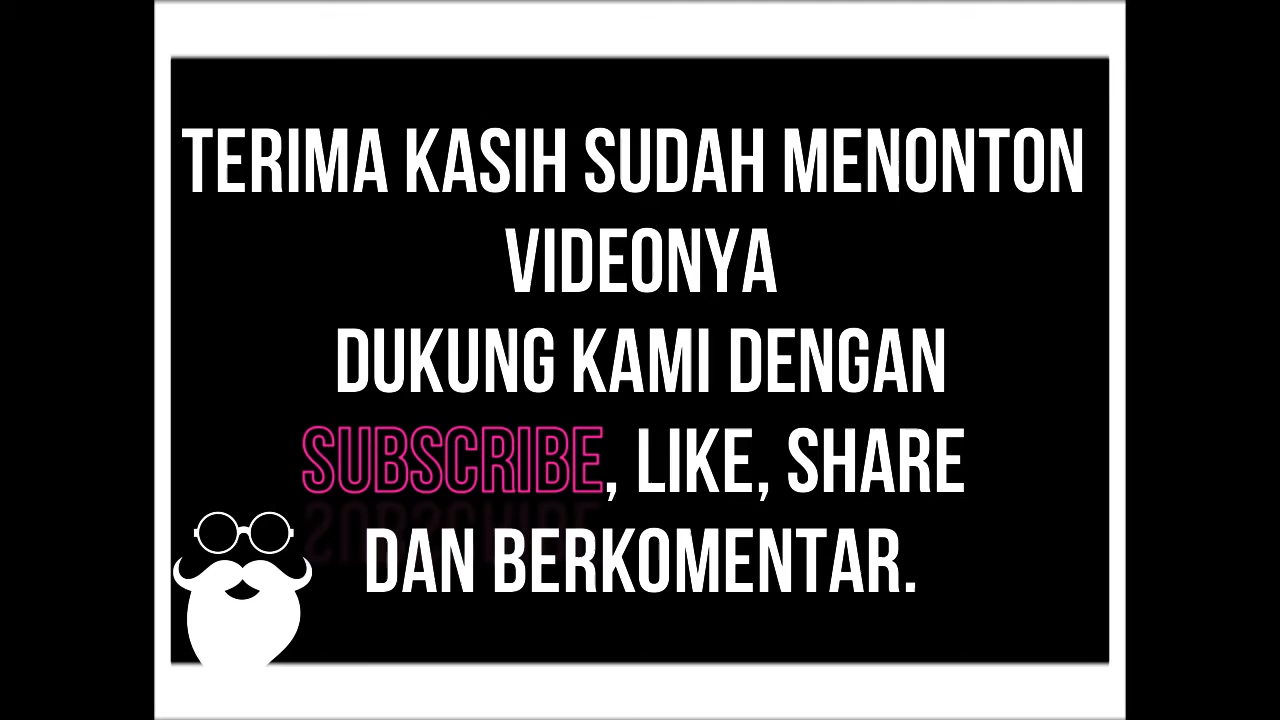 TERIMA KASIH SUDAH MENONTON
VIDEONYA
DUKUNG KAMI DENGAN
SUBSCRIBE, LIKE, SHARE
DAN BERKOMENTAR.